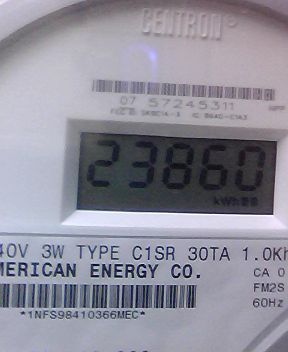 CENTRON®
07 57245311
23860
kWh
40V 3W TYPE C1SR 30TA 1.0Kh
MERICAN ENERGY CO.
CA 0
FM2S
60Hz
*1NFS98410366MEC*